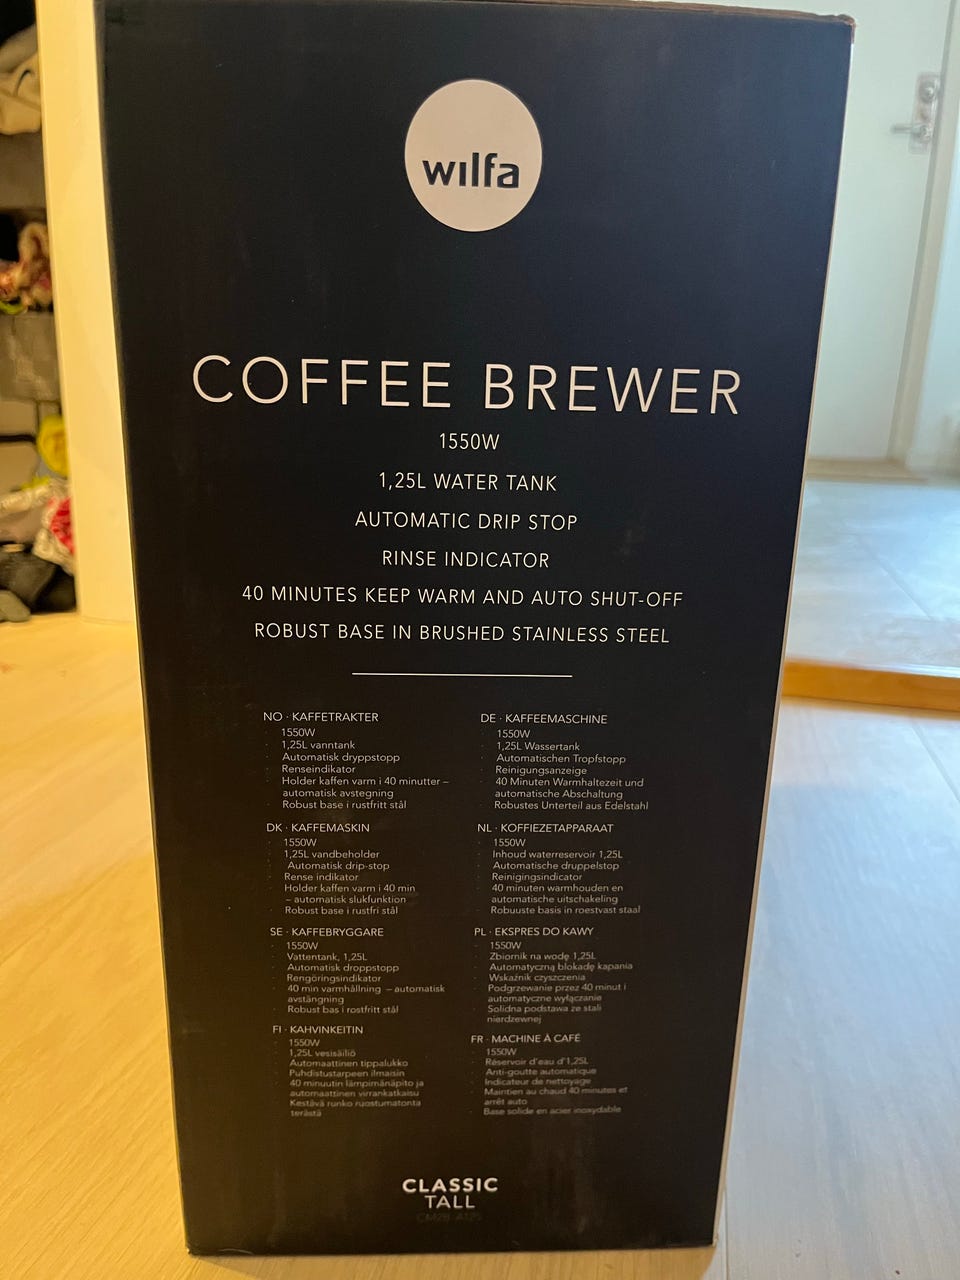 wilfa
COFFEE BREWER
1550W
1,25L WATER TANK
AUTOMATIC DRIP STOP
RINSE INDICATOR
40 MINUTES KEEP WARM AND AUTO SHUT-OFF
ROBUST BASE IN BRUSHED STAINLESS STEEL
NO · KAFFETRAKTER
· 1550W
· 1,25L vanntank
· Automatisk dryppstopp
· Renseindikator
· Holder kaffen varm i 40 minutter –
automatisk avstegning
· Robust base i rustfritt stål
DK · KAFFEMASKIN
· 1550W
· 1,25L vandbeholder
· Automatisk drip-stop
· Rense indikator
· Holder kaffen varm i 40 min
– automatisk slukfunktion
· Robust base i rustfri stål
SE · KAFFEBRYGGARE
· 1550W
· Vattentank, 1,25L
· Automatisk droppstopp
· Rengöringsindikator
· 40 min varmhållning – automatisk
avstängning
· Robust bas i rostfritt stål
FI · KAHVINKEITIN
· 1550W
· 1,25L vesisäiliö
· Automaattinen tippalukko
· Puhdistustarpeen ilmaisin
· 40 minuutin lämpimänäpito ja
automaattinen virrankatkaisu
· Kestävä runko ruostumatonta
terästä
DE · KAFFEEMASCHINE
· 1550W
· 1,25L Wassertank
· Automatischen Tropfstopp
· Reinigungsanzeige
· 40 Minuten Warmhaltezeit und
automatische Abschaltung
· Robustes Unterteil aus Edelstahl
NL · KOFFIEZETAPPARAAT
· 1550W
· Inhoud waterreservoir 1,25L
· Automatische druppelstop
· Reinigingsindicator
· 40 minuten warmhouden en
automatische uitschakeling
· Robuuste basis in roestvast staal
PL · EKSPRES DO KAWY
· 1550W
· Zbiornik na wodę 1,25L
· Automatyczną blokadę kapania
· Wskaźnik czyszczenia
· Podgrzewanie przez 40 minut i
automatyczne wyłączanie
· Solidna podstawa ze stali
nierdzewnej
FR · MACHINE À CAFÉ
· 1550W
· Réservoir d'eau d'1,25L
· Anti-goutte automatique
· Indicateur de nettoyage
· Maintien au chaud 40 minutes et
arrêt auto
· Base solide en acier inoxydable
CLASSIC
TALL